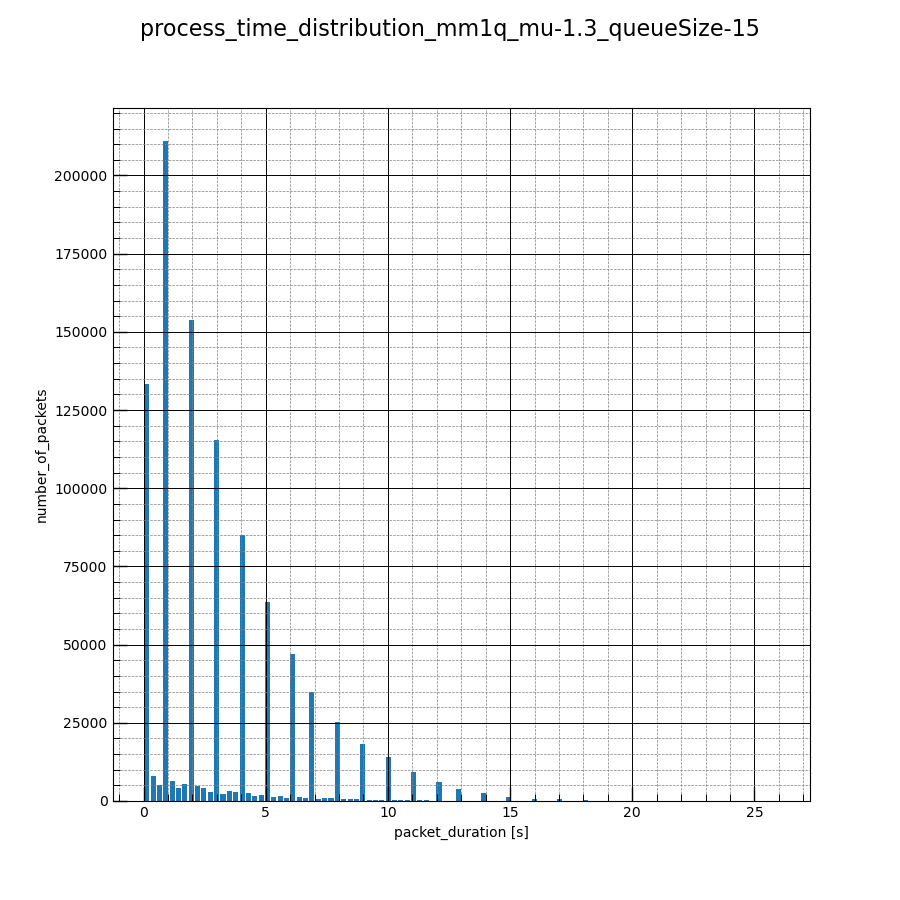 process_time_distribution_mm1q_mu-1.3_queueSize-15
200000
175000
150000
125000
100000
75000
50000
25000
0
number_of_packets
0 5 10 15 20 25
packet_duration [s]